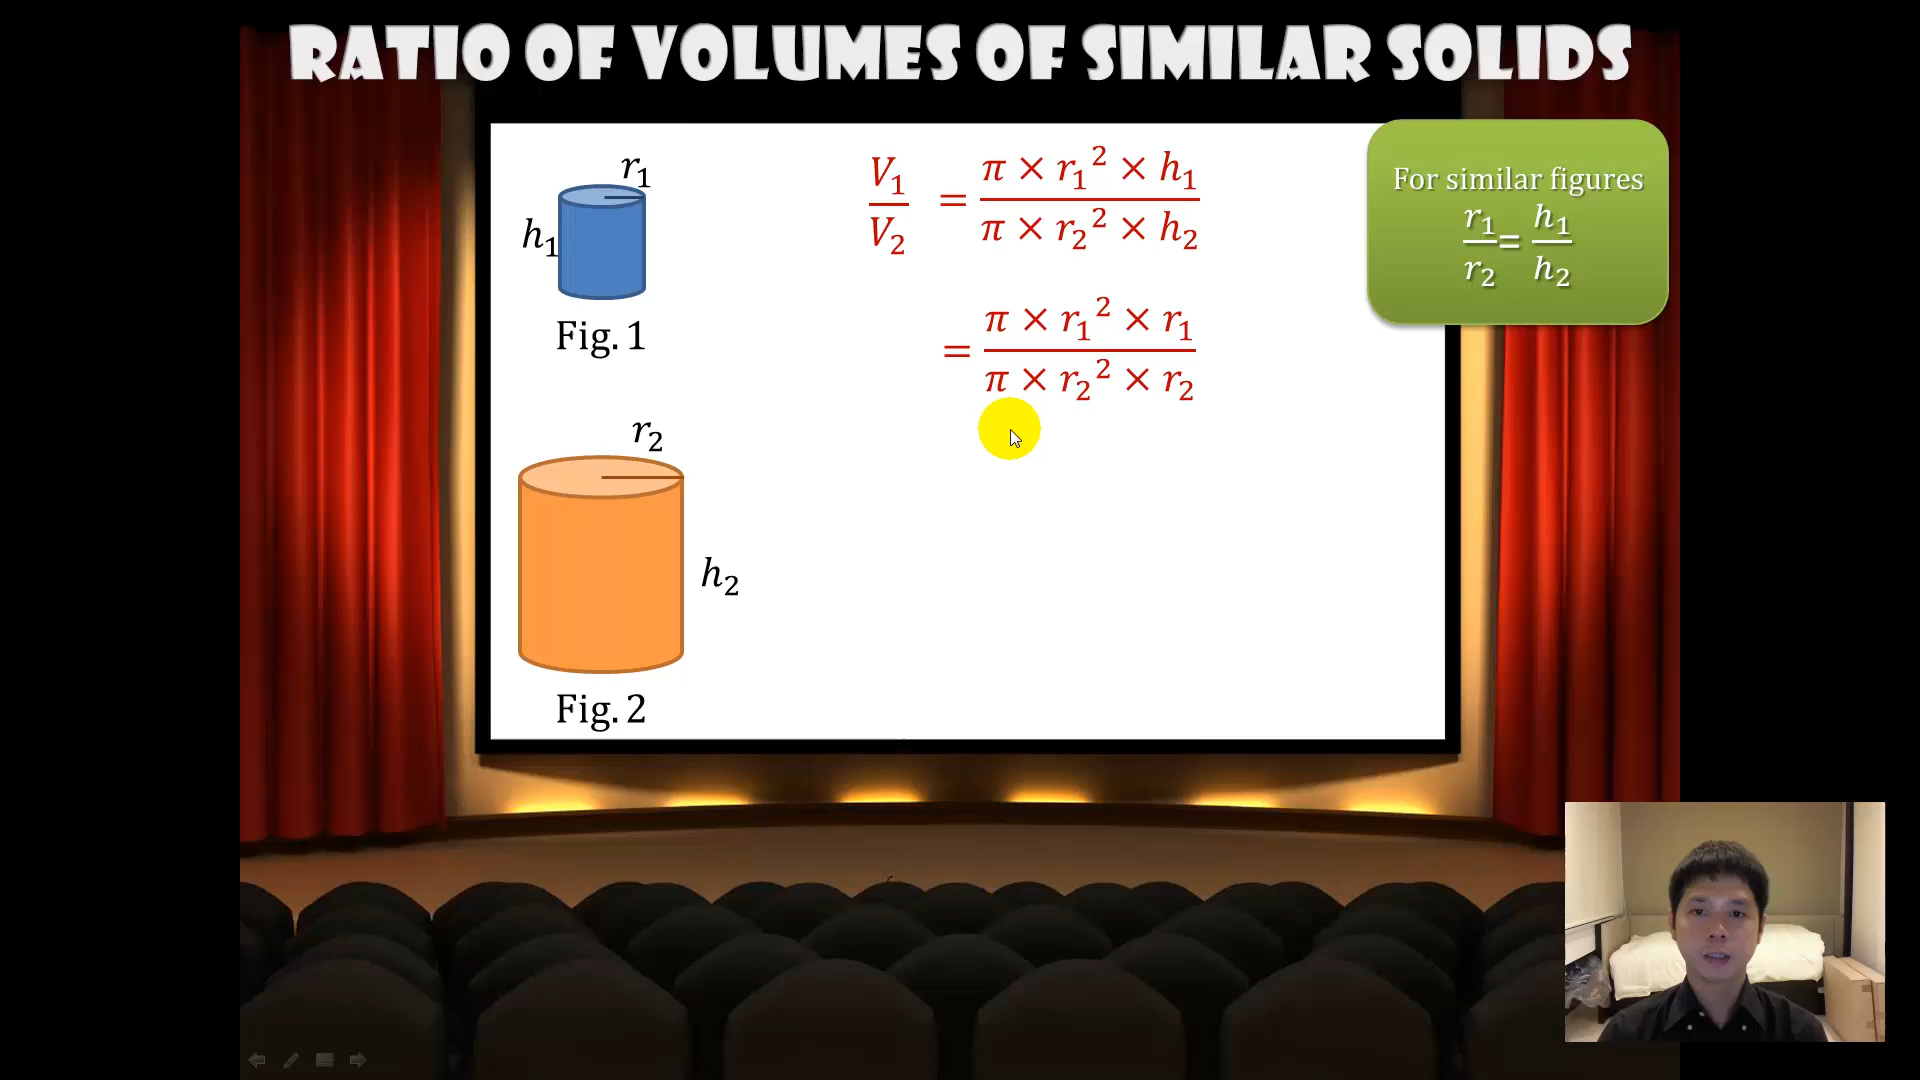 RATIO OF VOLUMES OF SIMILAR SOLIDS
r₁
h₁
Fig. 1
r₂
h₂
Fig. 2
V₁/V₂ = (π × r₁² × h₁)/(π × r₂² × h₂)
= (π × r₁² × r₁)/(π × r₂² × r₂)
For similar figures
r₁/r₂ = h₁/h₂